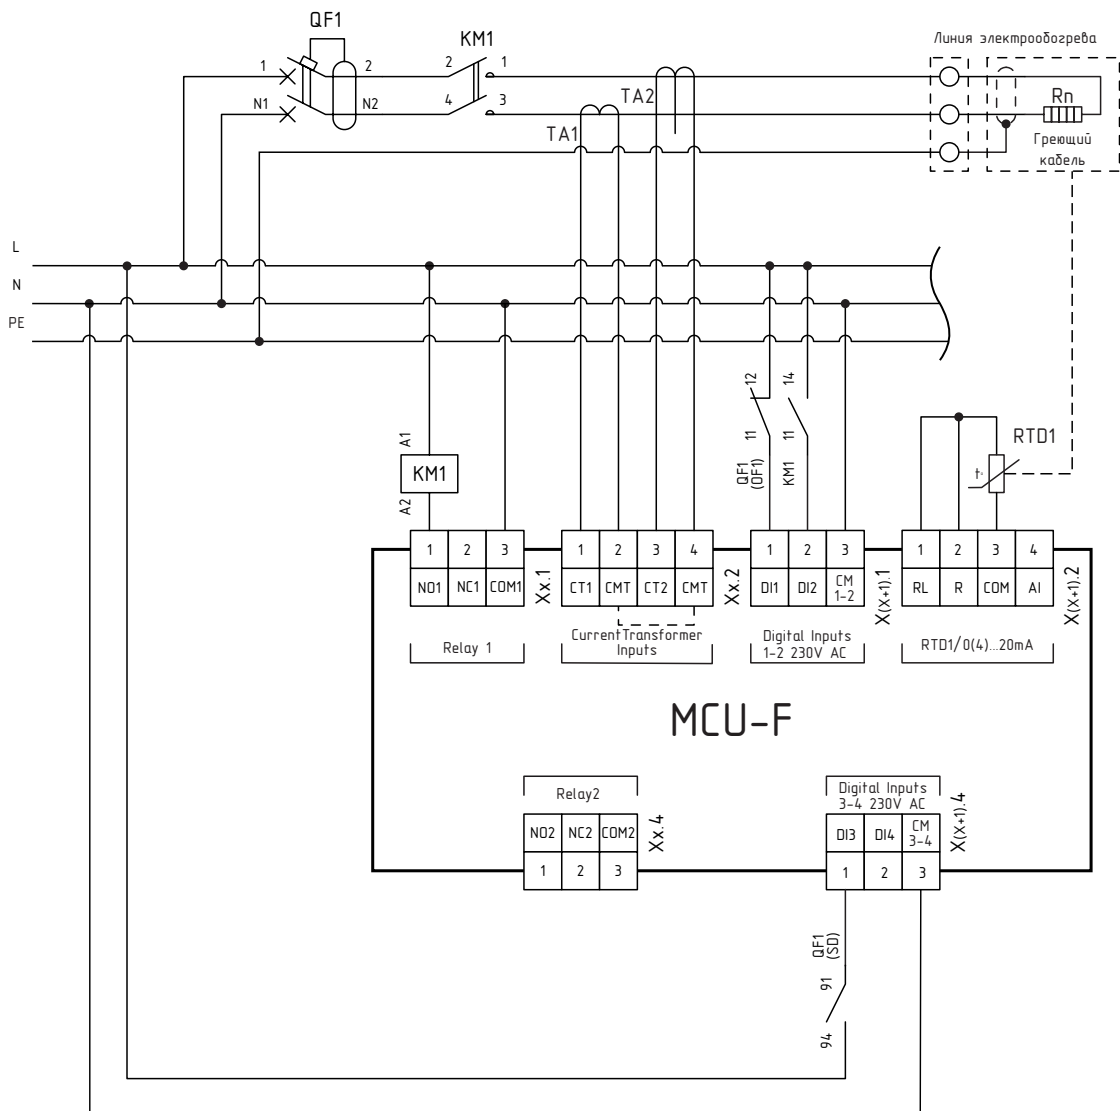 QF1
KM1
Линия электрообогрева
1
2
2
1
TA2
Rn
N1
N2
4
3
TA1
Греющий
кабель
L
N
PE
12
14
A1
11
11
RTD1
QF1
(OF1)
KM1
KM1
t°
A2
1 2 3
1 2 3 4
1 2 3
1 2 3 4
NO1 NC1 COM1
Xx.1
CT1 CMT CT2 CMT
Xx.2
DI1 DI2 CM
1-2
X(x+1).1
RL R COM AI
X(x+1).2
Relay 1
CurrentTransformer
Inputs
Digital Inputs
1-2 230V AC
RTD1/0(4)...20mA
MCU-F
Relay2
NO2 NC2 COM2
1 2 3
Xx.4
Digital Inputs
3-4 230V AC
DI3 DI4 CM
3-4
1 2 3
X(x+1).4
QF1
(SD)
91
94